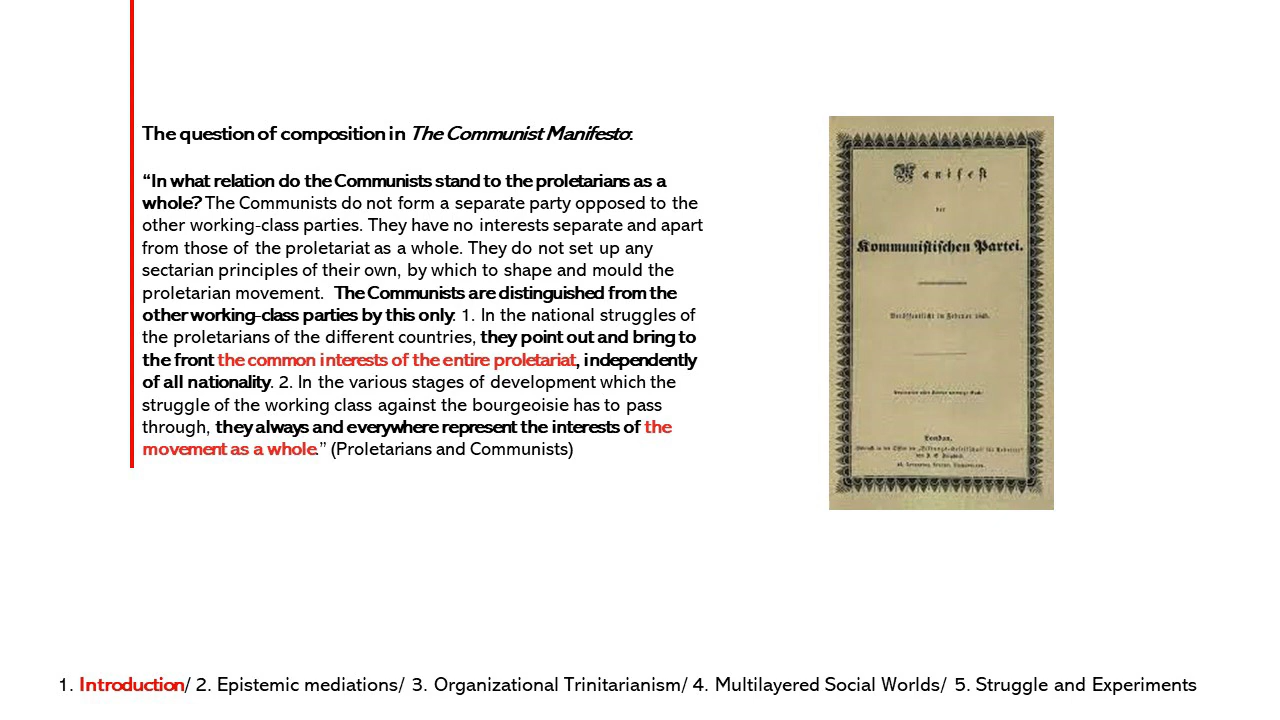 The question of composition in The Communist Manifesto:
“In what relation do the Communists stand to the proletarians as a
whole? The Communists do not form a separate party opposed to the
other working-class parties. They have no interests separate and apart
from those of the proletariat as a whole. They do not set up any
sectarian principles of their own, by which to shape and mould the
proletarian movement.  The Communists are distinguished from the
other working-class parties by this only: 1. In the national struggles of
the proletarians of the different countries, they point out and bring to
the front the common interests of the entire proletariat, independently
of all nationality. 2. In the various stages of development which the
struggle of the working class against the bourgeoisie has to pass
through, they always and everywhere represent the interests of the
movement as a whole.” (Proletarians and Communists)
Manifest
der
Kommunistischen Partei.
Veröffentlicht im Februar 1848.
London.
1. Introduction/ 2. Epistemic mediations/ 3. Organizational Trinitarianism/ 4. Multilayered Social Worlds/ 5. Struggle and Experiments